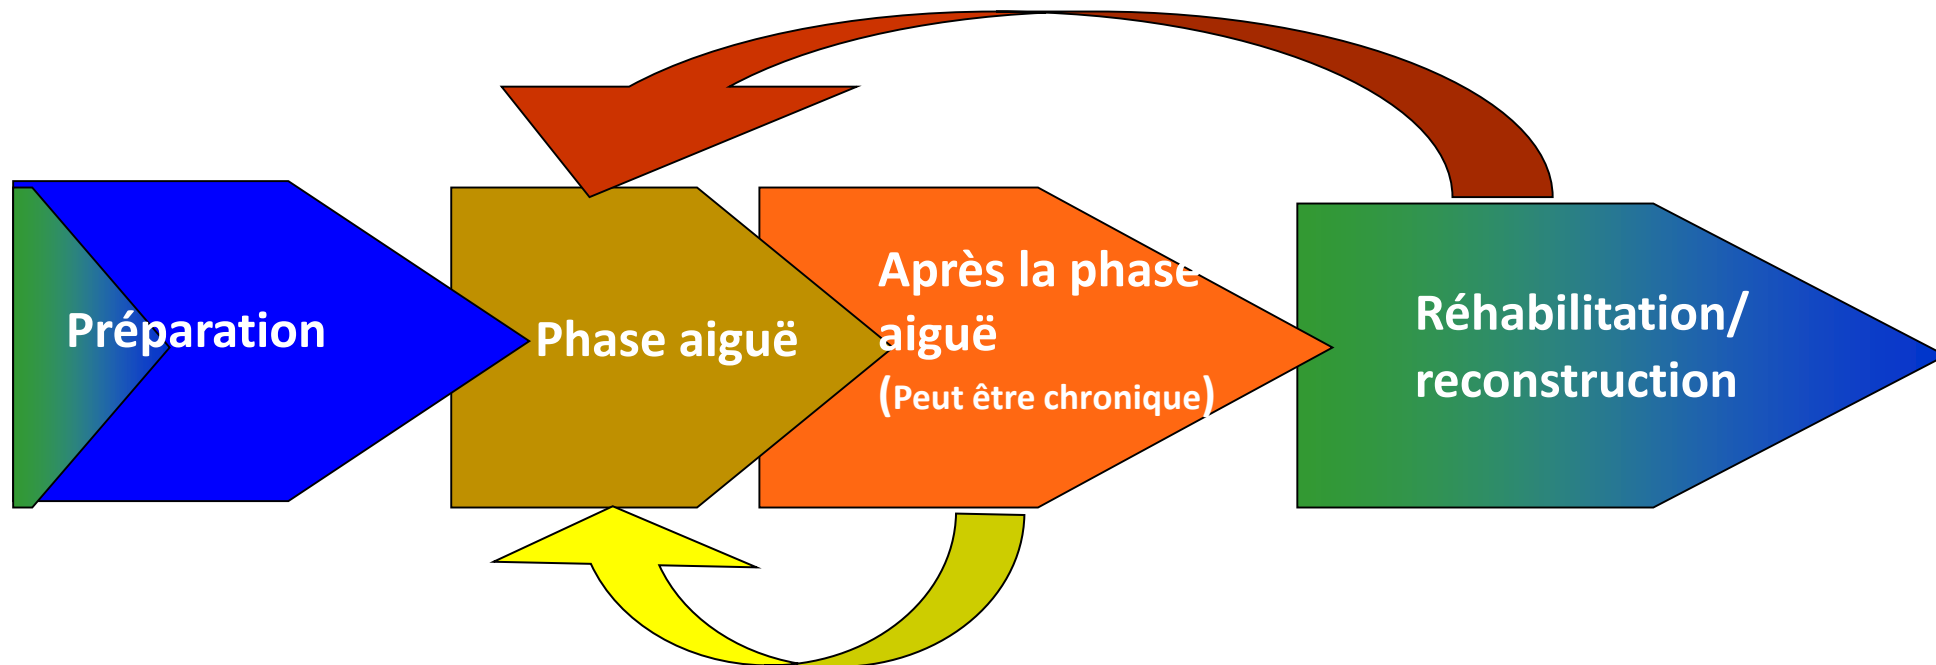 Préparation
Phase aiguë
Après la phase
aiguë
(Peut être chronique)
Réhabilitation/
reconstruction